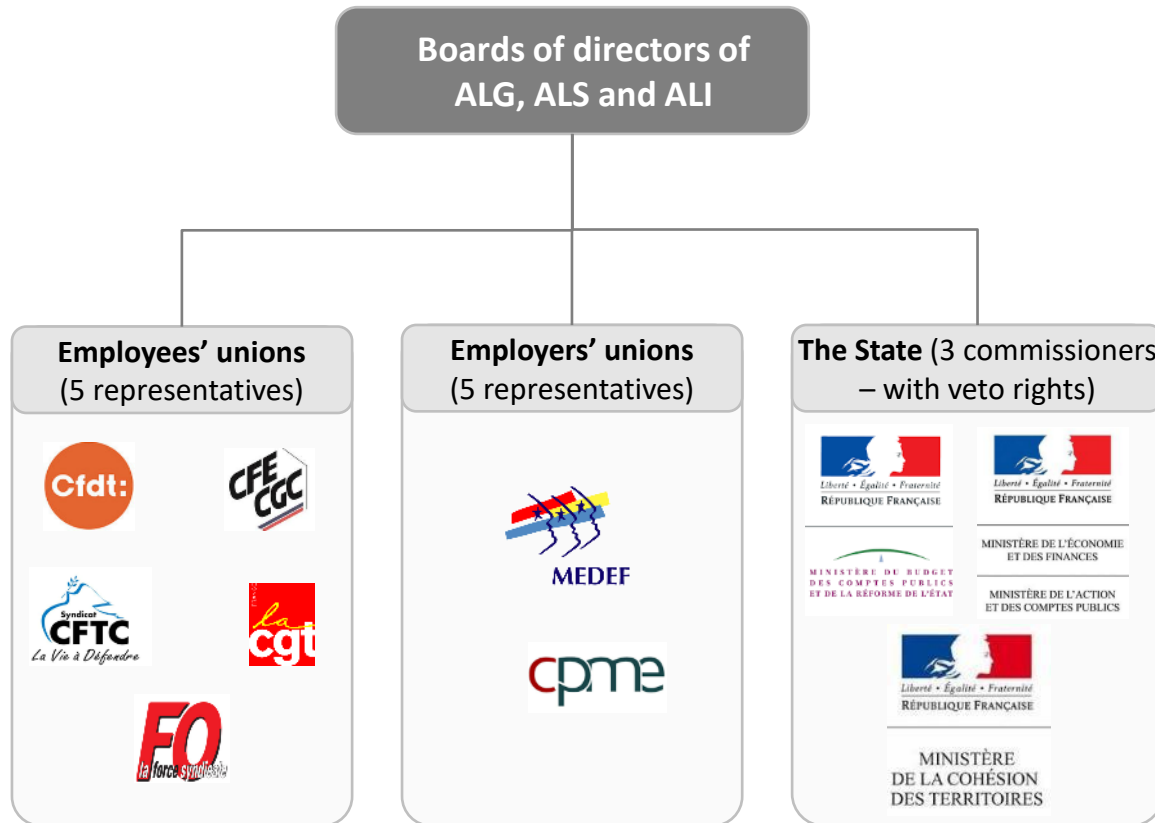 Boards of directors of
ALG, ALS and ALI
Employees’ unions
(5 representatives)
Cfdt:
CFE
CGC
Syndicat
CFTC
La Vie à Défendre
la
cgt
FO
la force syndicale
Employers’ unions
(5 representatives)
MEDEF
cpme
The State (3 commissioners
– with veto rights)
Liberté • Égalité • Fraternité
RÉPUBLIQUE FRANÇAISE
MINISTÈRE DU BUDGET
DES COMPTES PUBLICS
ET DE LA RÉFORME DE L’ÉTAT
Liberté • Égalité • Fraternité
RÉPUBLIQUE FRANÇAISE
MINISTÈRE DE L’ÉCONOMIE
ET DES FINANCES
MINISTÈRE DE L’ACTION
ET DES COMPTES PUBLICS
Liberté • Égalité • Fraternité
RÉPUBLIQUE FRANÇAISE
MINISTÈRE
DE LA COHÉSION
DES TERRITOIRES